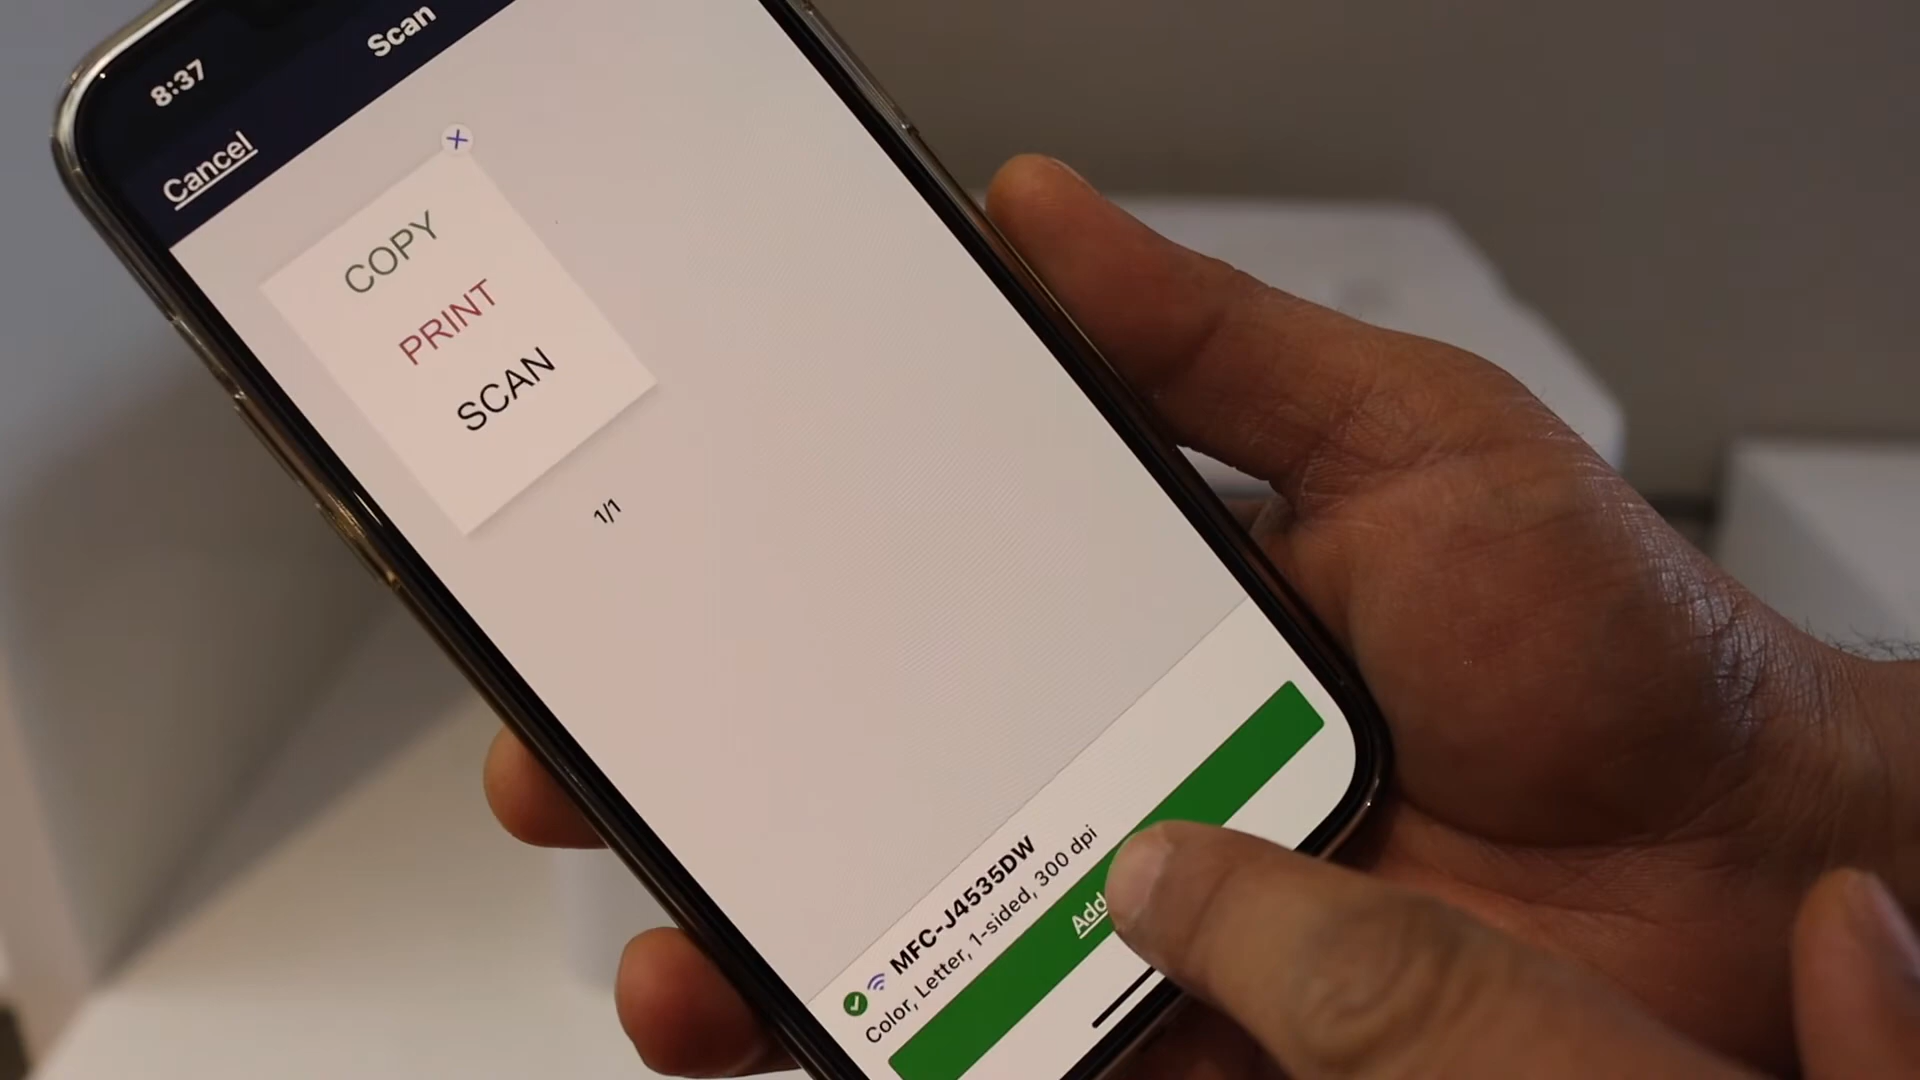 8:37
Scan
Cancel
COPY
PRINT
SCAN
1/1
MFC-J4535DW
Color, Letter, 1-sided, 300 dpi
Add